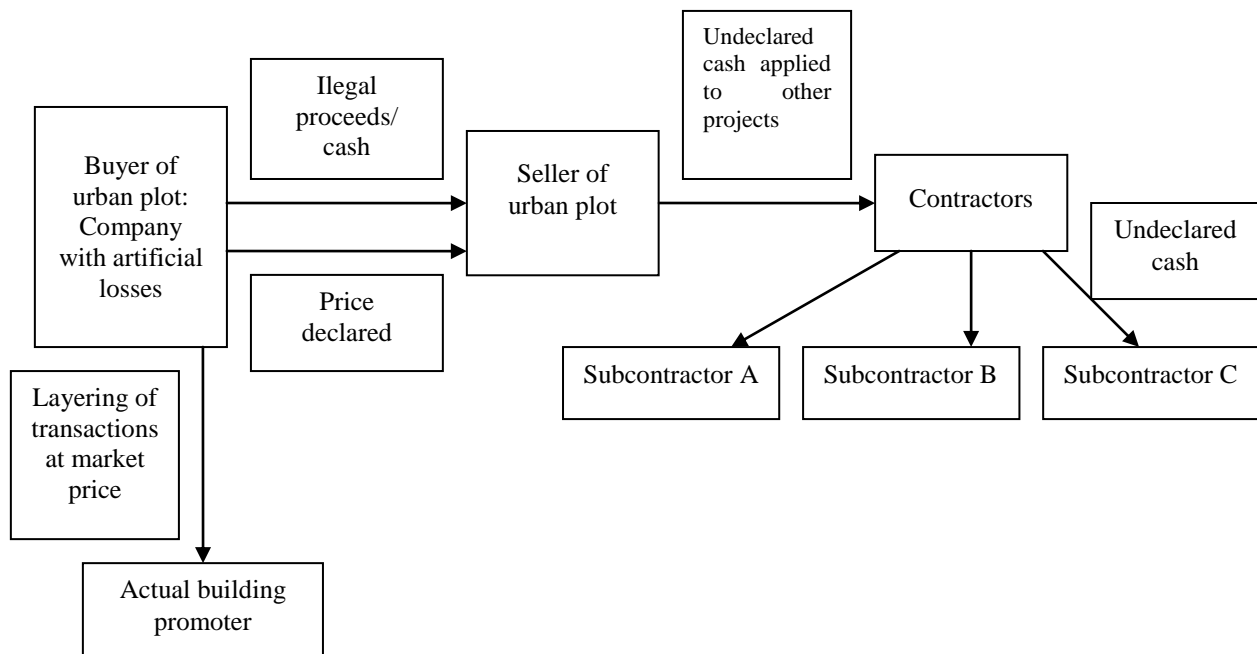 Undeclared
cash applied
to other
projects
Ilegal
proceeds/
cash
Buyer of
urban plot:
Company
with artificial
losses
Seller of
urban plot
Contractors
Undeclared
cash
Price
declared
Subcontractor A
Subcontractor B
Subcontractor C
Layering of
transactions
at market
price
Actual building
promoter